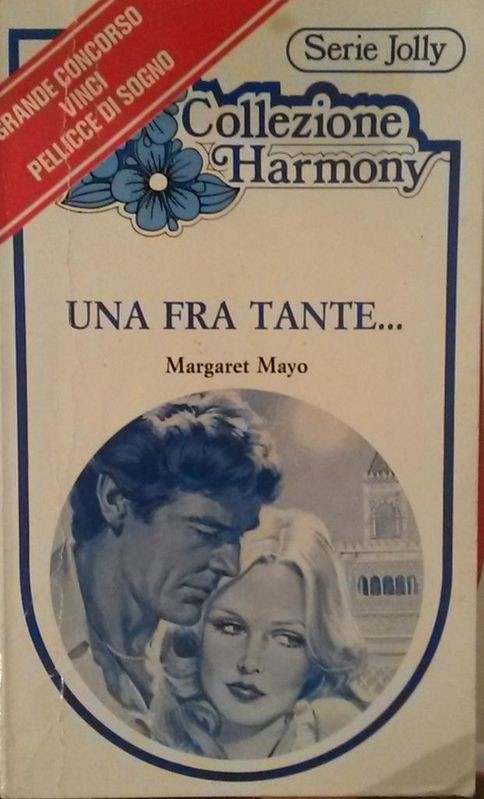 GRANDE CONCORSO
VINCI
PELLICCE DI SOGNO
Serie Jolly
Collezione
Harmony
UNA FRA TANTE...
Margaret Mayo